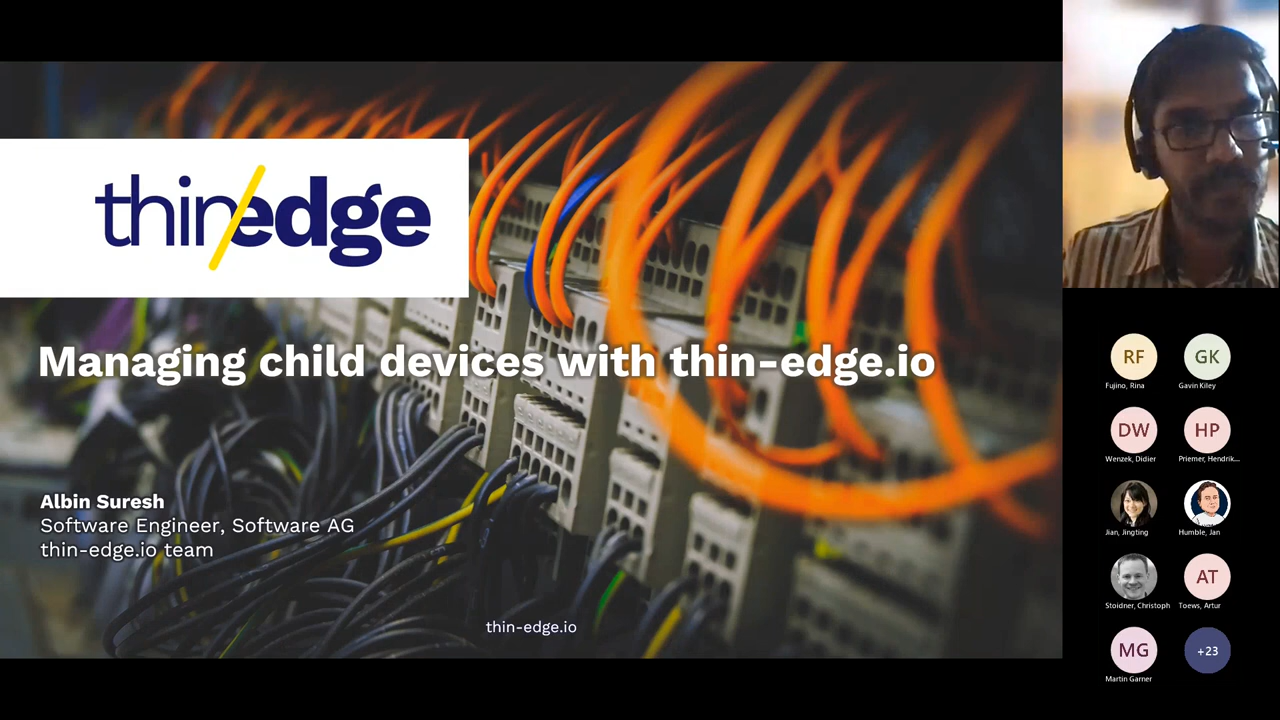 thinedge
Managing child devices with thin-edge.io
Albin Suresh
Software Engineer, Software AG
thin-edge.io team
thin-edge.io
RF
Fujino, Rina
GK
Gavin Kiley
DW
Wenzek, Didier
HP
Priemer, Hendrik...
Jian, Jingting
Humble, Jan
Stoidner, Christoph
AT
Toews, Artur
MG
Martin Garner
+23